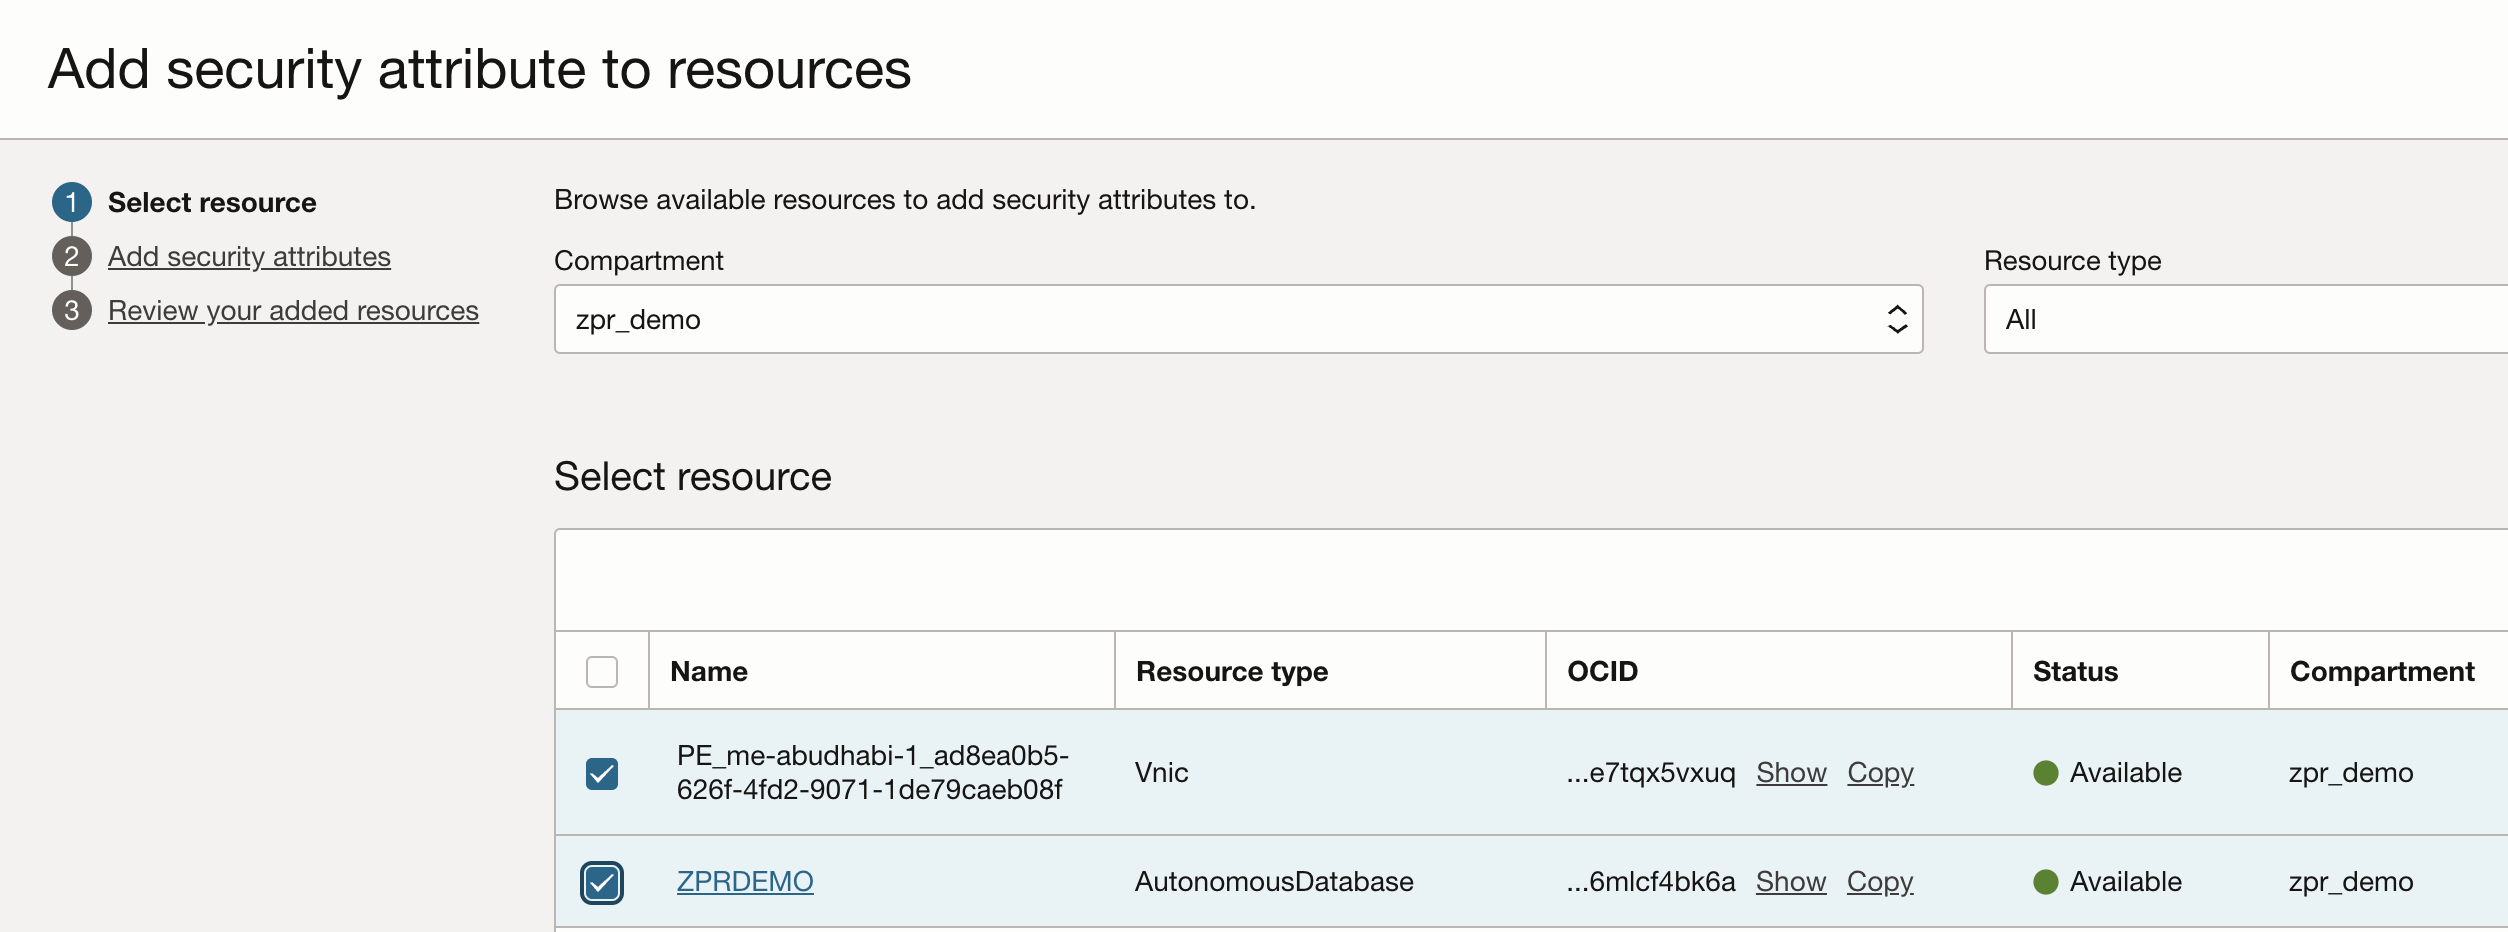 Add security attribute to resources
1 Select resource
2 Add security attributes
3 Review your added resources
Browse available resources to add security attributes to.
Compartment
zpr_demo
Resource type
All
Select resource
Name Resource type OCID Status Compartment
PE_me-abudhabi-1_ad8ea0b5-
626f-4fd2-9071-1de79caeb08f
Vnic ...e7tqx5vxuq Show Copy Available zpr_demo
ZPRDEMO AutonomousDatabase ...6mlcf4bk6a Show Copy Available zpr_demo